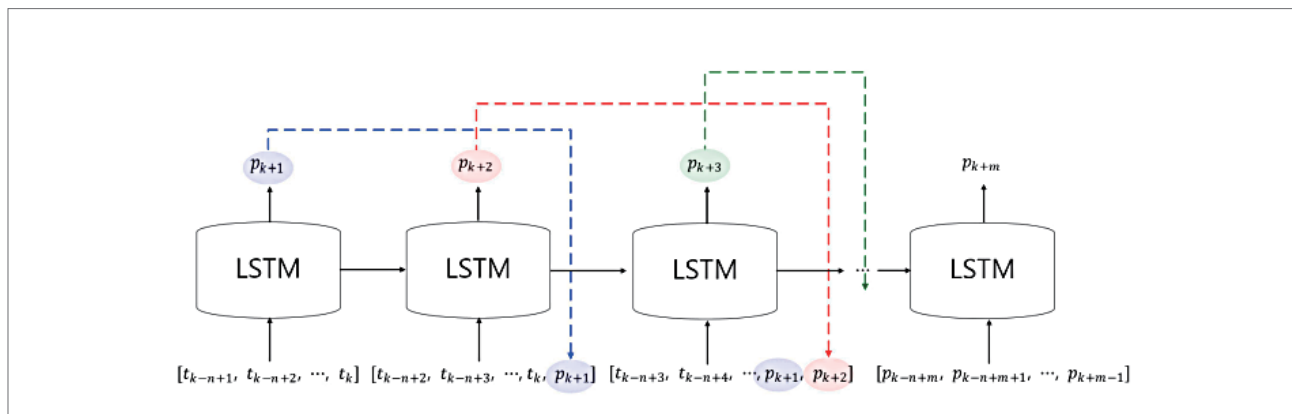 p_{k+1} p_{k+2} p_{k+3} p_{k+m}
LSTM LSTM LSTM ... LSTM
[t_{k-n+1}, t_{k-n+2}, ⋯, t_k] [t_{k-n+2}, t_{k-n+3}, ⋯, t_k, p_{k+1}] [t_{k-n+3}, t_{k-n+4}, ⋯, p_{k+1}, p_{k+2}] [p_{k-n+m}, p_{k-n+m+1}, ⋯, p_{k+m-1}]